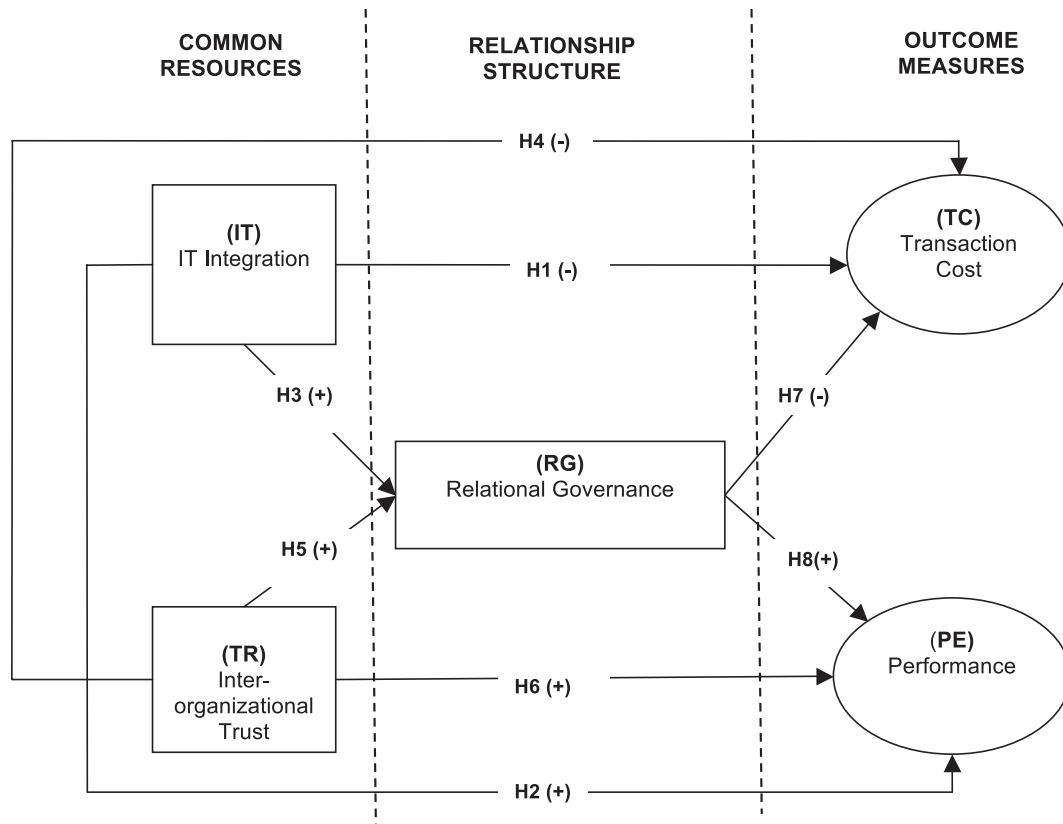 COMMON
RESOURCES
RELATIONSHIP
STRUCTURE
OUTCOME
MEASURES
H4 (-)
(IT)
IT Integration
H1 (-)
(TC)
Transaction
Cost
H3 (+)
H7 (-)
(RG)
Relational Governance
H5 (+)
H8(+)
(TR)
Inter-
organizational
Trust
H6 (+)
(PE)
Performance
H2 (+)